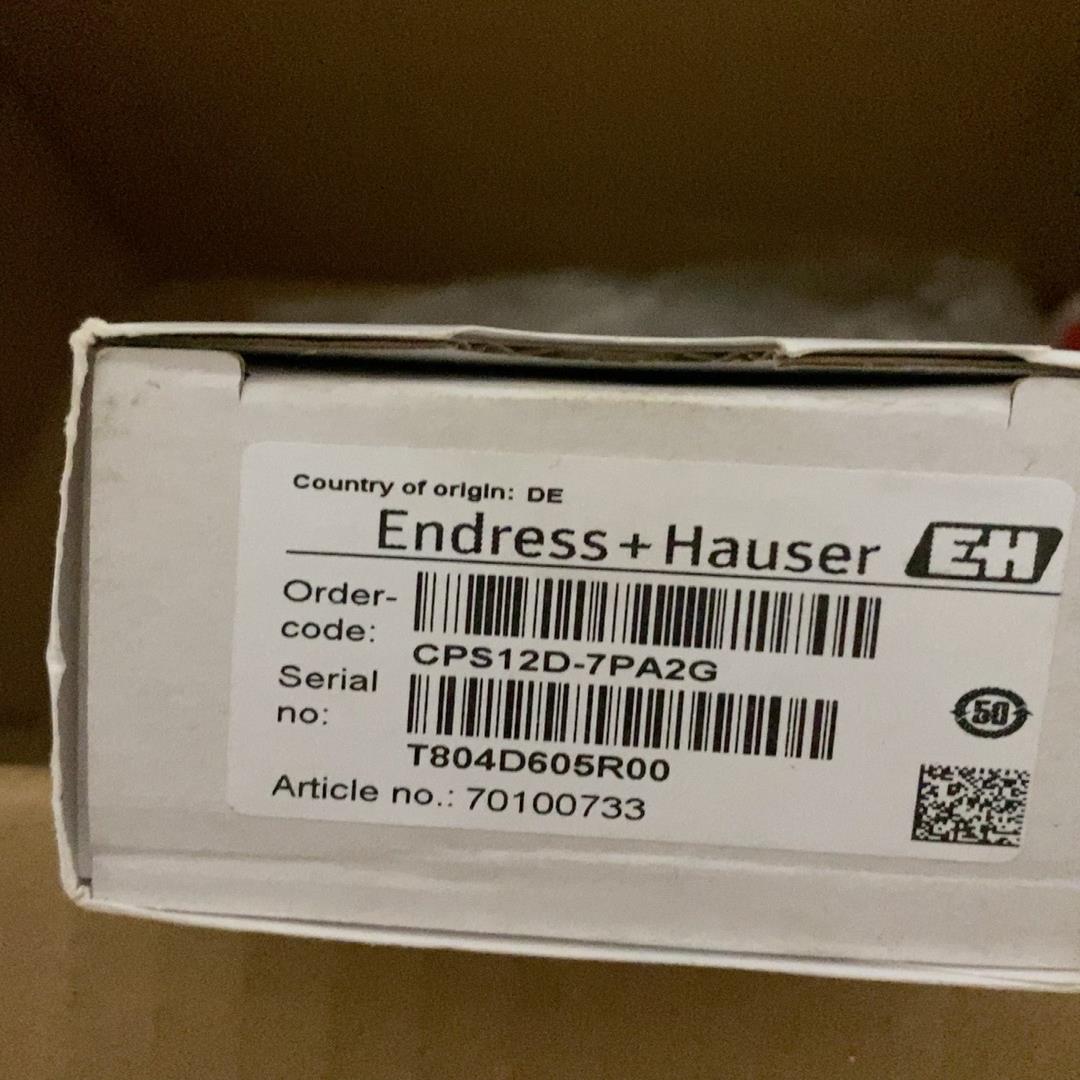 Country of origin: DE
Endress+Hauser EH
Order-
code:
CPS12D-7PA2G
Serial
no:
T804D605R00
50
Article no.: 70100733